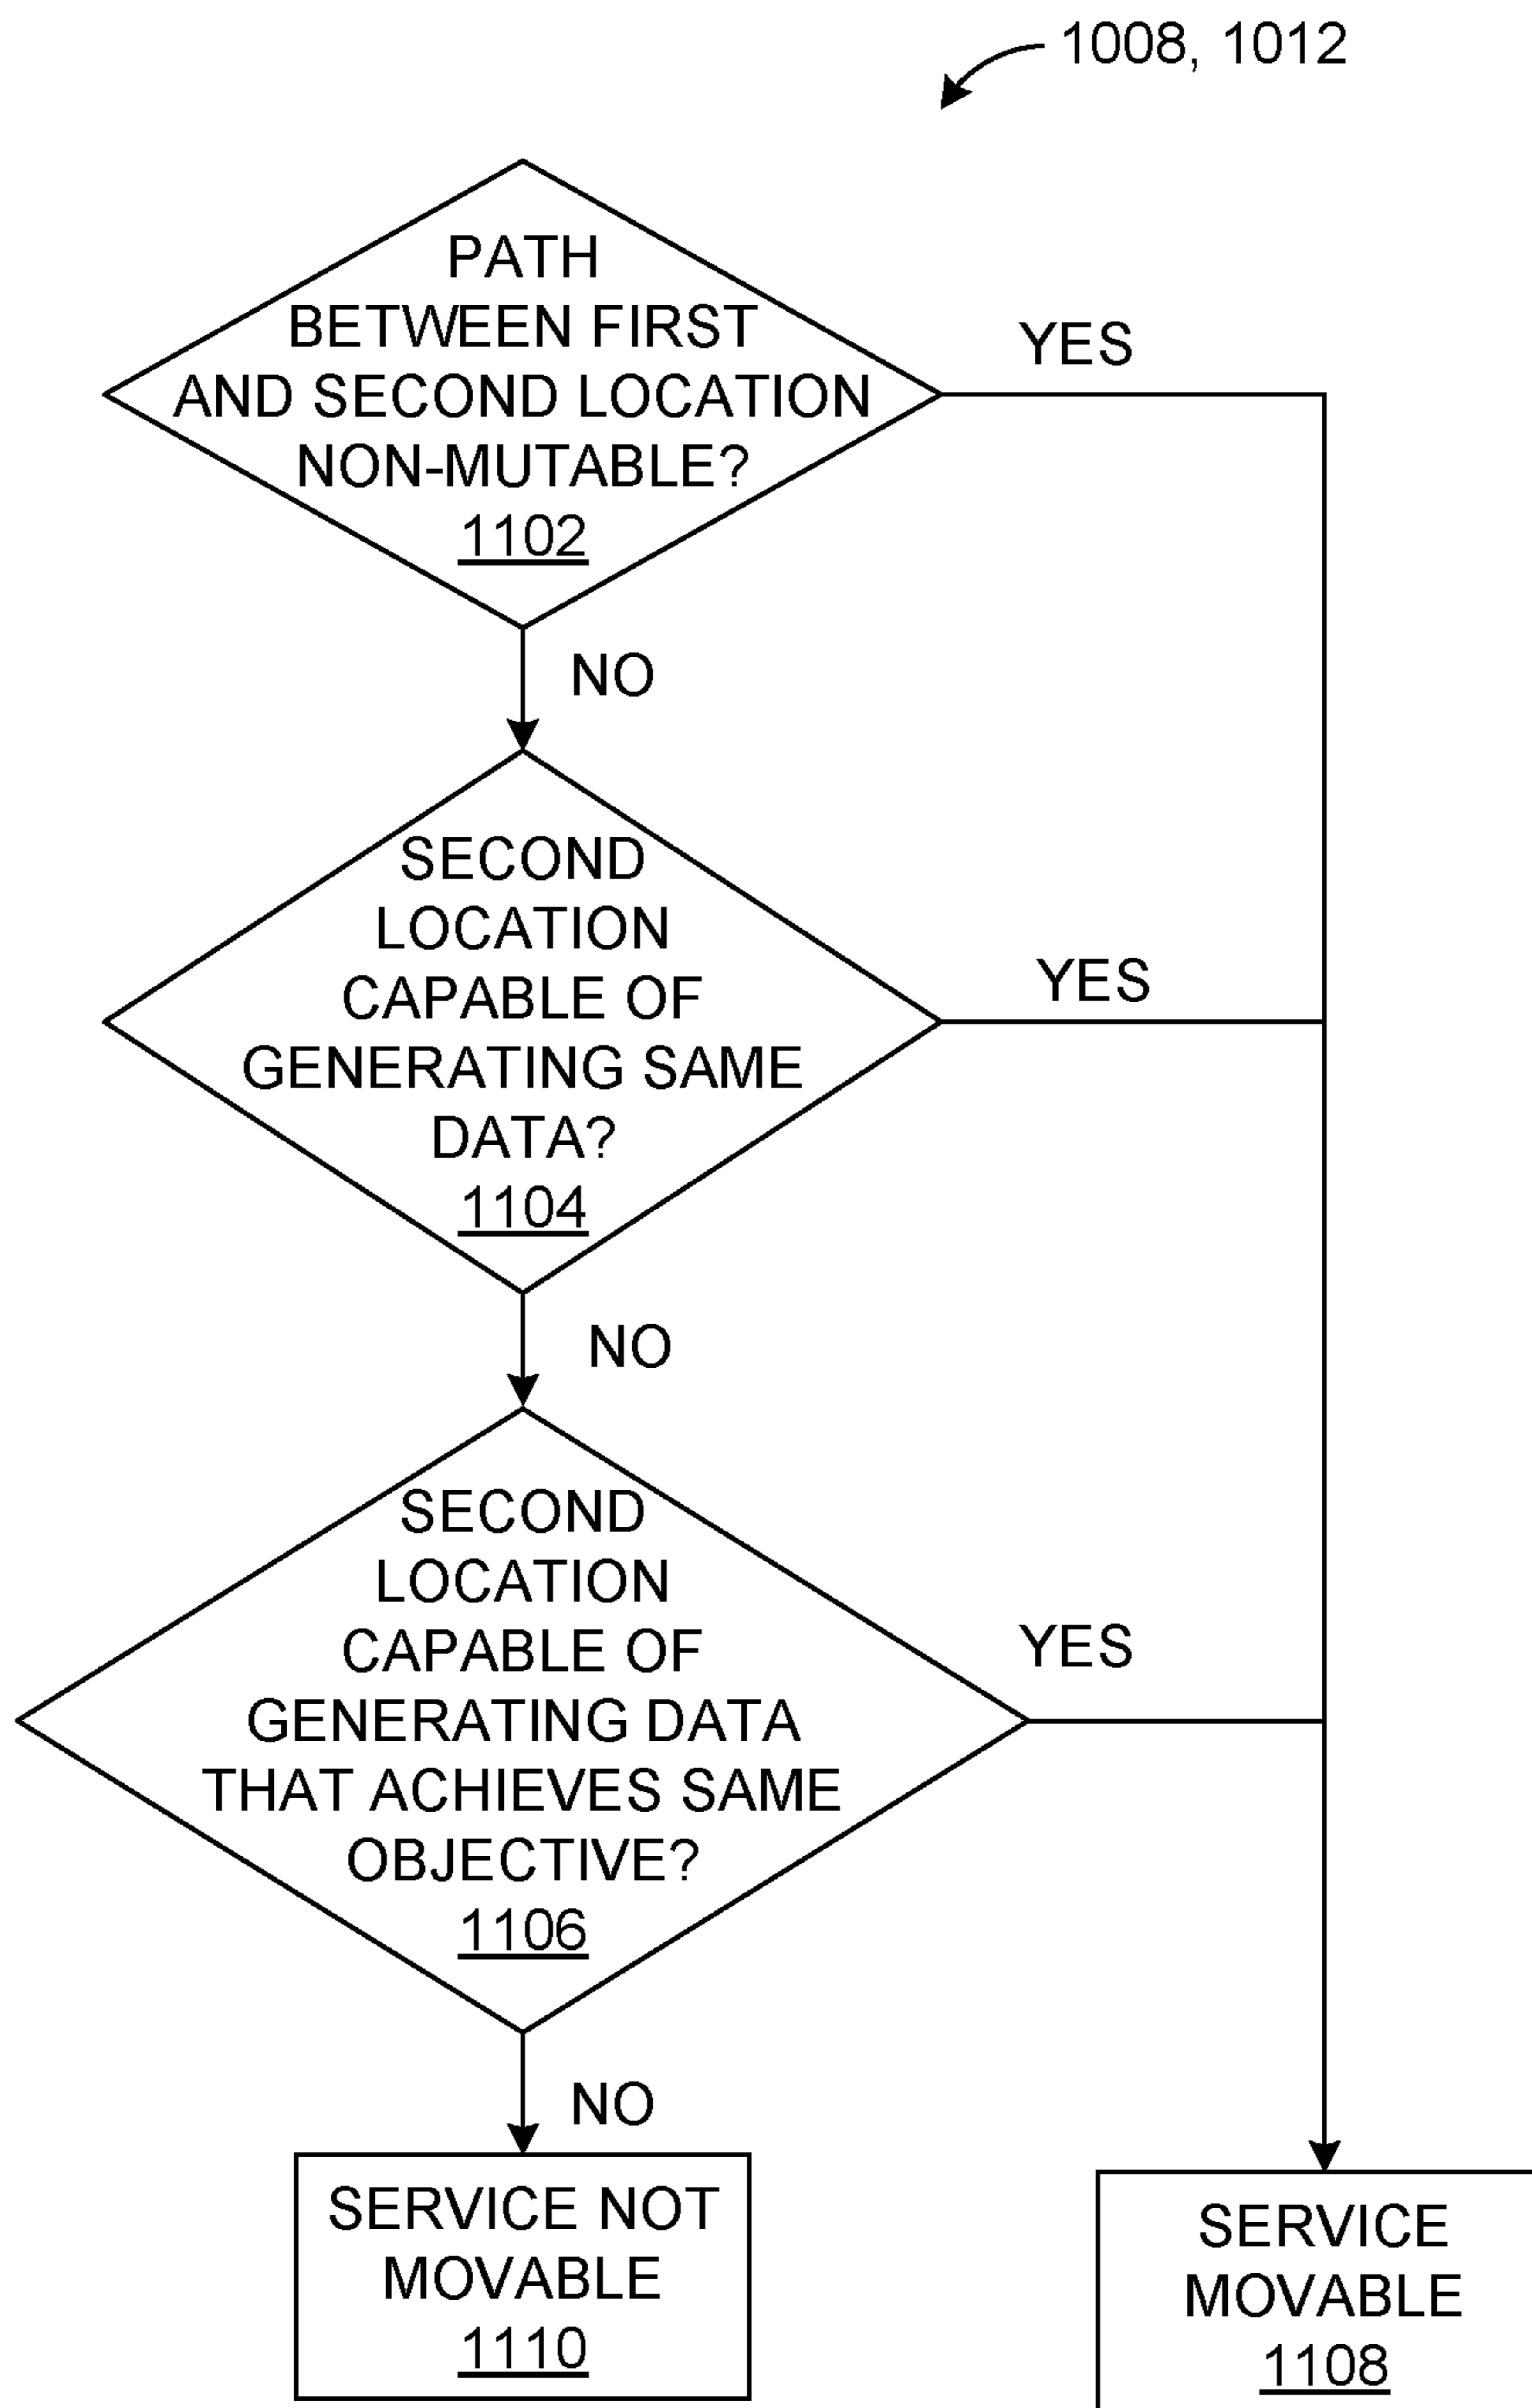 1008, 1012
PATH
BETWEEN FIRST
AND SECOND LOCATION
NON-MUTABLE?
1102
YES
NO
SECOND
LOCATION
CAPABLE OF
GENERATING SAME
DATA?
1104
YES
NO
SECOND
LOCATION
CAPABLE OF
GENERATING DATA
THAT ACHIEVES SAME
OBJECTIVE?
1106
YES
NO
SERVICE NOT
MOVABLE
1110
SERVICE
MOVABLE
1108